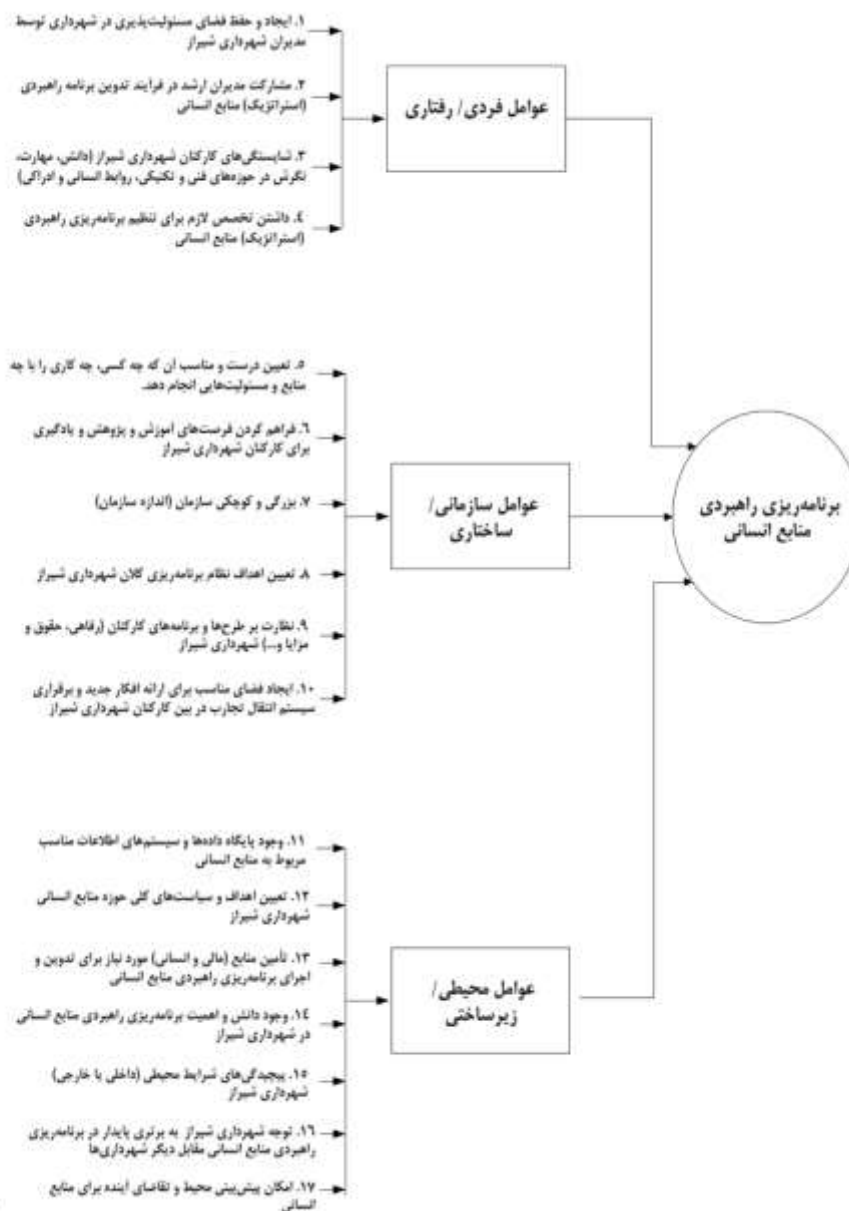 ۱. ایجاد و حفظ فضای مسئولیت‌پذیری در شهرداری توسط
مدیران شهرداری شیراز
۲. مشارکت مدیران ارشد در فرآیند تدوین برنامه راهبردی
(استراتژیک) منابع انسانی
۳. شایستگی‌های کارکنان شهرداری شیراز (دانش، مهارت،
نگرش در حوزه‌های فنی و تکنیکی، روابط انسانی و ادراکی)
۴. داشتن تخصص لازم برای تنظیم برنامه‌ریزی راهبردی
(استراتژیک) منابع انسانی
عوامل فردی/ رفتاری
۵. تعیین درست و مناسب آن که چه کسی، چه کاری را با چه
منابع و مسئولیت‌هایی انجام دهد.
۶. فراهم کردن فرصت‌های آموزش و پژوهش و یادگیری
برای کارکنان شهرداری شیراز
۷. بزرگی و کوچکی سازمان (اندازه سازمان)
۸. تعیین اهداف نظام برنامه‌ریزی کلان شهرداری شیراز
۹. نظارت بر طرح‌ها و برنامه‌های کارکنان (رفاهی، حقوق و
مزایا و...) شهرداری شیراز
۱۰. ایجاد فضای مناسب برای ارائه افکار جدید و برقراری
سیستم انتقال تجارب در بین کارکنان شهرداری شیراز
عوامل سازمانی/
ساختاری
برنامه‌ریزی راهبردی
منابع انسانی
۱۱. وجود پایگاه داده‌ها و سیستم‌های اطلاعات مناسب
مربوط به منابع انسانی
۱۲. تعیین اهداف و سیاست‌های کلی حوزه منابع انسانی
شهرداری شیراز
۱۳. تأمین منابع (مالی و انسانی) مورد نیاز برای تدوین و
اجرای برنامه‌ریزی راهبردی منابع انسانی
۱۴. وجود دانش و اهمیت برنامه‌ریزی راهبردی منابع انسانی
در شهرداری شیراز
۱۵. پیچیدگی‌های شرایط محیطی (داخلی یا خارجی)
شهرداری شیراز
۱۶. توجه شهرداری شیراز به برتری پایدار در برنامه‌ریزی
راهبردی منابع انسانی مقابل دیگر شهرداری‌ها
۱۷. امکان پیش‌بینی محیط و تقاضای آینده برای منابع
انسانی
عوامل محیطی/
زیرساختی